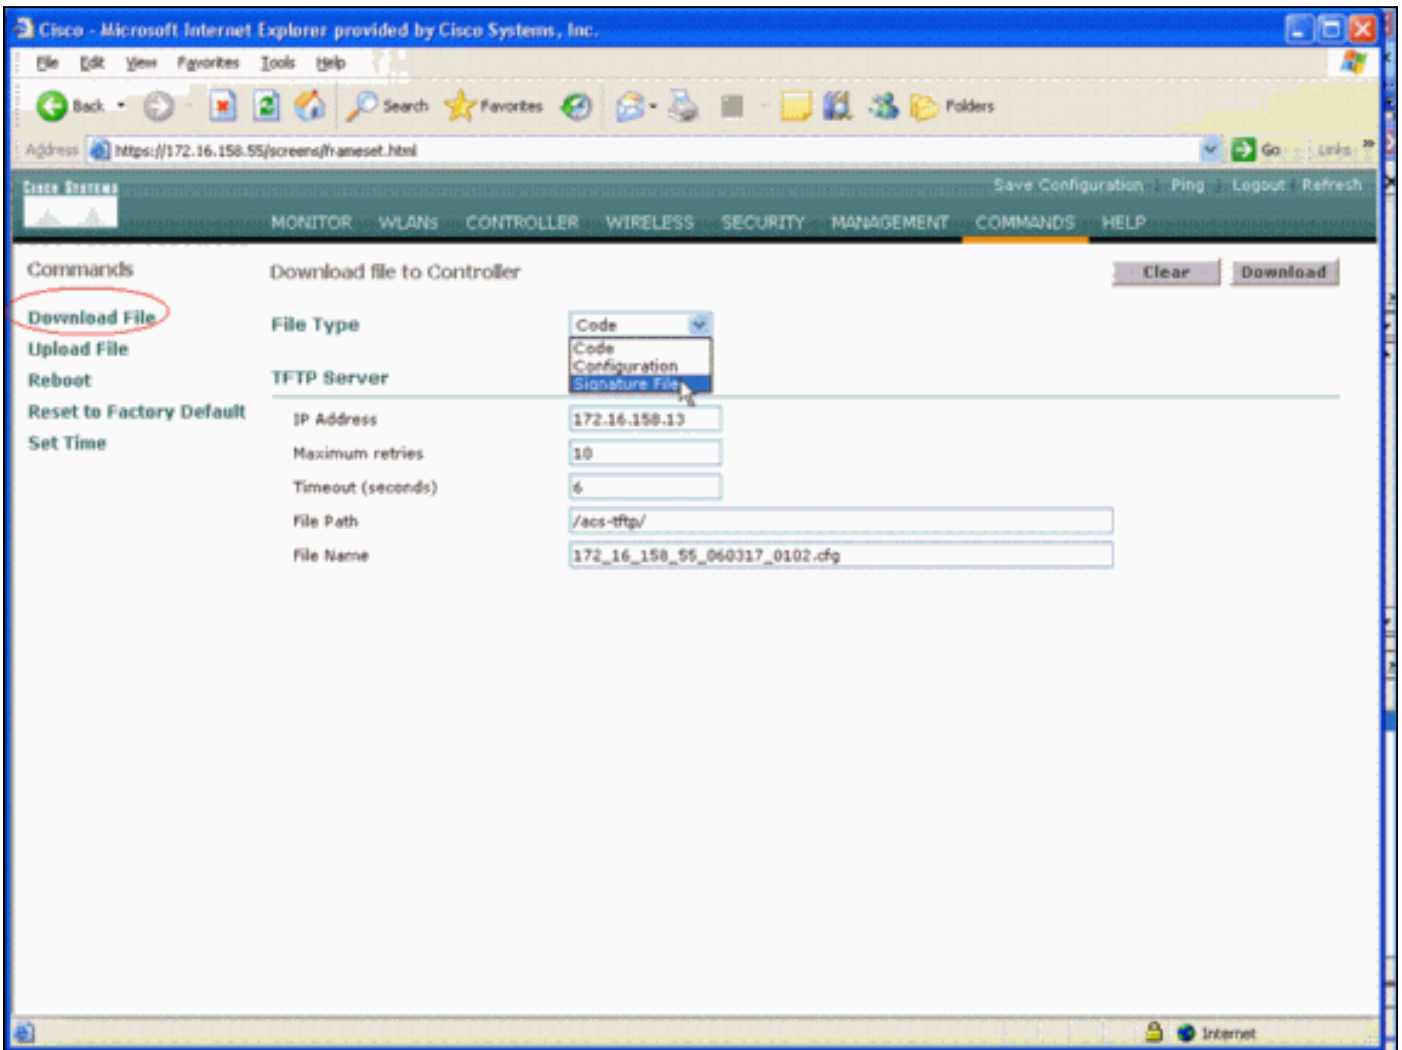 Cisco - Microsoft Internet Explorer provided by Cisco Systems, Inc.
File Edit View Favorites Tools Help
Back Search Favorites Folders
Address https://172.16.158.55/screens/frameset.html Go Links »
CISCO SYSTEMS
Save Configuration Ping Logout Refresh
MONITOR WLANs CONTROLLER WIRELESS SECURITY MANAGEMENT COMMANDS HELP
Commands
Download File
Upload File
Reboot
Reset to Factory Default
Set Time
Download file to Controller Clear Download
File Type Code
Code
Configuration
Signature File
TFTP Server
IP Address 172.16.158.13
Maximum retries 10
Timeout (seconds) 6
File Path /acs-tftp/
File Name 172_16_158_55_060317_0102.cfg
Internet